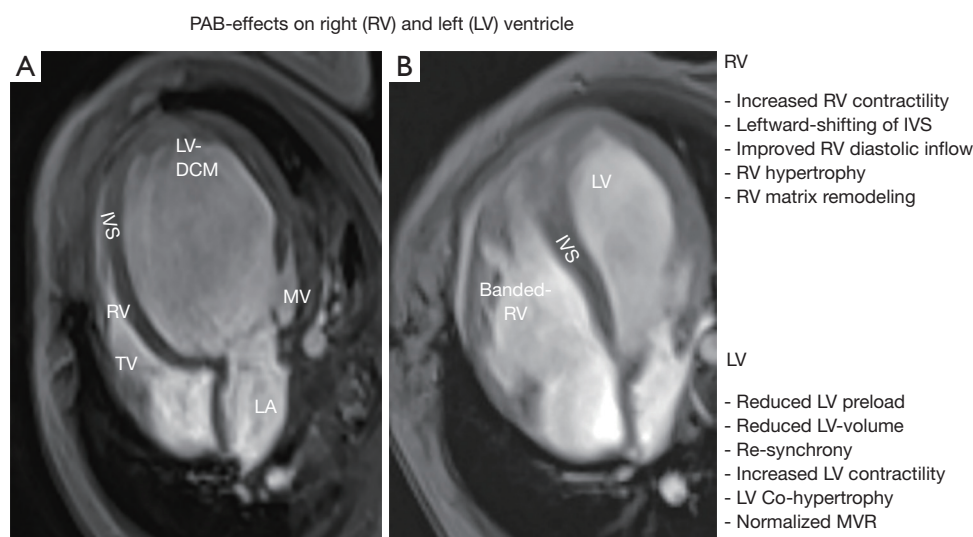 PAB-effects on right (RV) and left (LV) ventricle
A
LV-
DCM
IVS
RV
TV
MV
LA
B
LV
IVS
Banded-
RV
RV
- Increased RV contractility
- Leftward-shifting of IVS
- Improved RV diastolic inflow
- RV hypertrophy
- RV matrix remodeling
LV
- Reduced LV preload
- Reduced LV-volume
- Re-synchrony
- Increased LV contractility
- LV Co-hypertrophy
- Normalized MVR